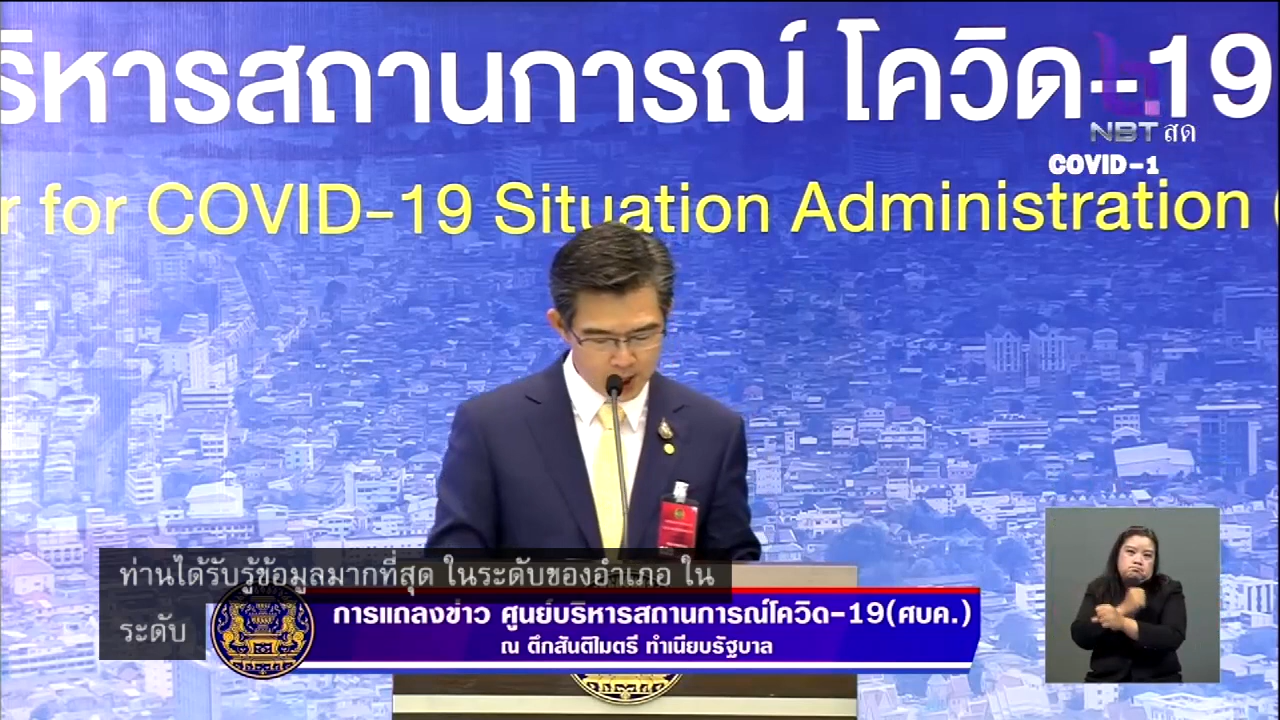 ริหารสถานการณ์ โควิด-19
NBT สด
COVID-1
r for COVID-19 Situation Administration (
ท่านได้รับรู้ข้อมูลมากที่สุด ในระดับของอำเภอ ใน
ระดับ
การแถลงข่าว ศูนย์บริหารสถานการณ์โควิด-19(ศบค.)
ณ ตึกสันติไมตรี ทำเนียบรัฐบาล